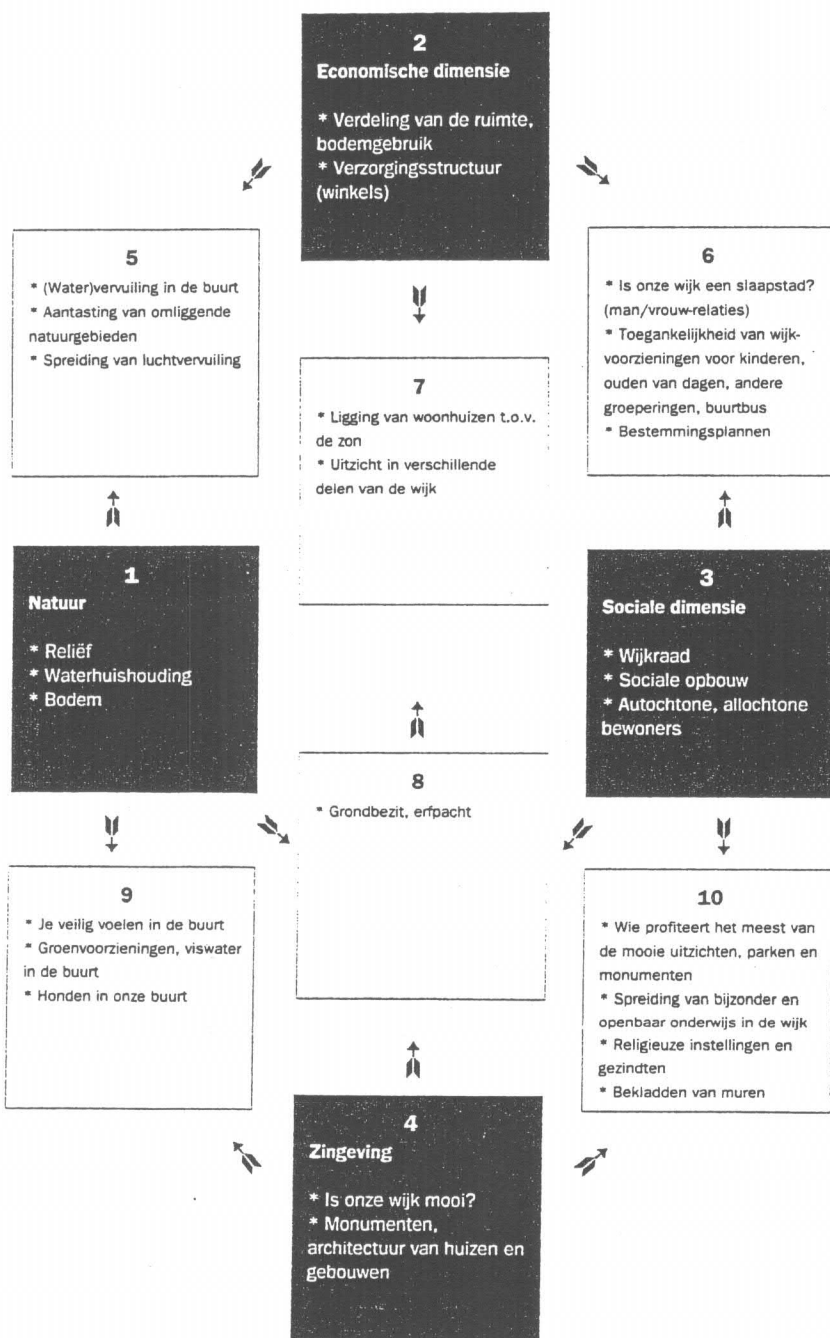 2
Economische dimensie
* Verdeling van de ruimte,
bodemgebruik
* Verzorgingsstructuur
(winkels)
5
* (Water)vervuiling in de buurt
* Aantasting van omliggende
natuurgebieden
* Spreiding van luchtvervuiling
6
* Is onze wijk een slaapstad?
(man/vrouw-relaties)
* Toegankelijkheid van wijk-
voorzieningen voor kinderen,
ouden van dagen, andere
groeperingen, buurtbus
* Bestemmingsplannen
7
* Ligging van woonhuizen t.o.v.
de zon
* Uitzicht in verschillende
delen van de wijk
1
Natuur
* Reliëf
* Waterhuishouding
* Bodem
3
Sociale dimensie
* Wijkraad
* Sociale opbouw
* Autochtone, allochtone
bewoners
8
* Grondbezit, erfpacht
9
* Je veilig voelen in de buurt
* Groenvoorzieningen, viswater
in de buurt
* Honden in onze buurt
10
* Wie profiteert het meest van
de mooie uitzichten, parken en
monumenten
* Spreiding van bijzonder en
openbaar onderwijs in de wijk
* Religieuze instellingen en
gezindten
* Bekladden van muren
4
Zingeving
* Is onze wijk mooi?
* Monumenten,
architectuur van huizen en
gebouwen